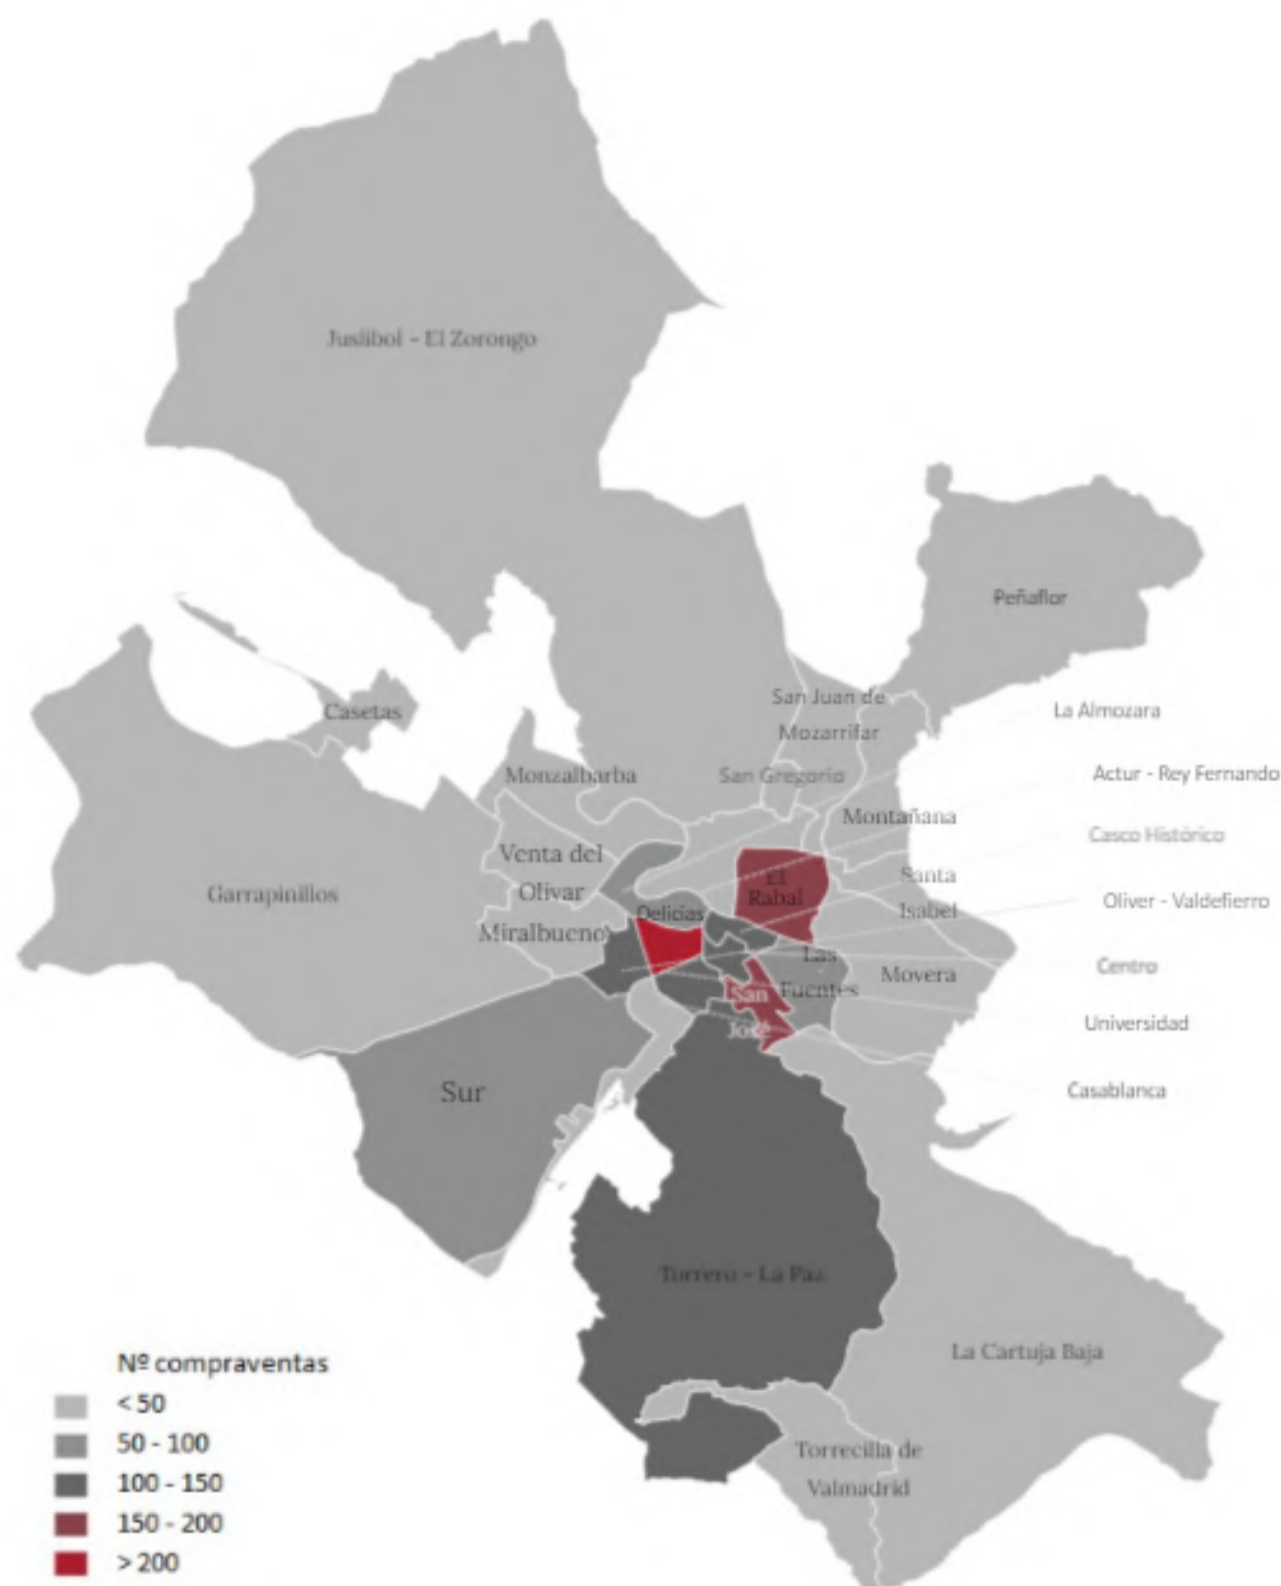 Juslibol - El Zorongo
Peñaflor
San Juan de
Mozarrifar
La Almozara
Casetas
Monzalbarba
San Gregorio
Actur - Rey Fernando
Montañana
Casco Histórico
Venta del
Olivar
Garrapinillos
El
Rabal
Santa
Isabel
Oliver - Valdefierro
Delicias
Miralbueno
Las
Fuentes
Movera
Centro
San
José
Universidad
Sur
Casablanca
Torrero - La Paz
La Cartuja Baja
Torrecilla de
Valmadrid
Nº compraventas
< 50
50 - 100
100 - 150
150 - 200
> 200